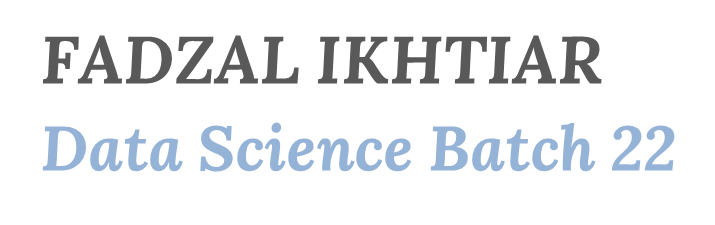 FADZAL IKHTIAR
Data Science Batch 22